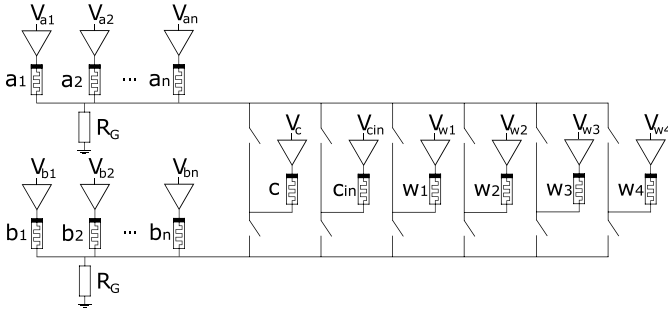 Va1 Va2 Van
a1 a2 ... an
RG
Vc Vcin Vw1 Vw2 Vw3 Vw4
c cin w1 w2 w3 w4
Vb1 Vb2 Vbn
b1 b2 ... bn
RG